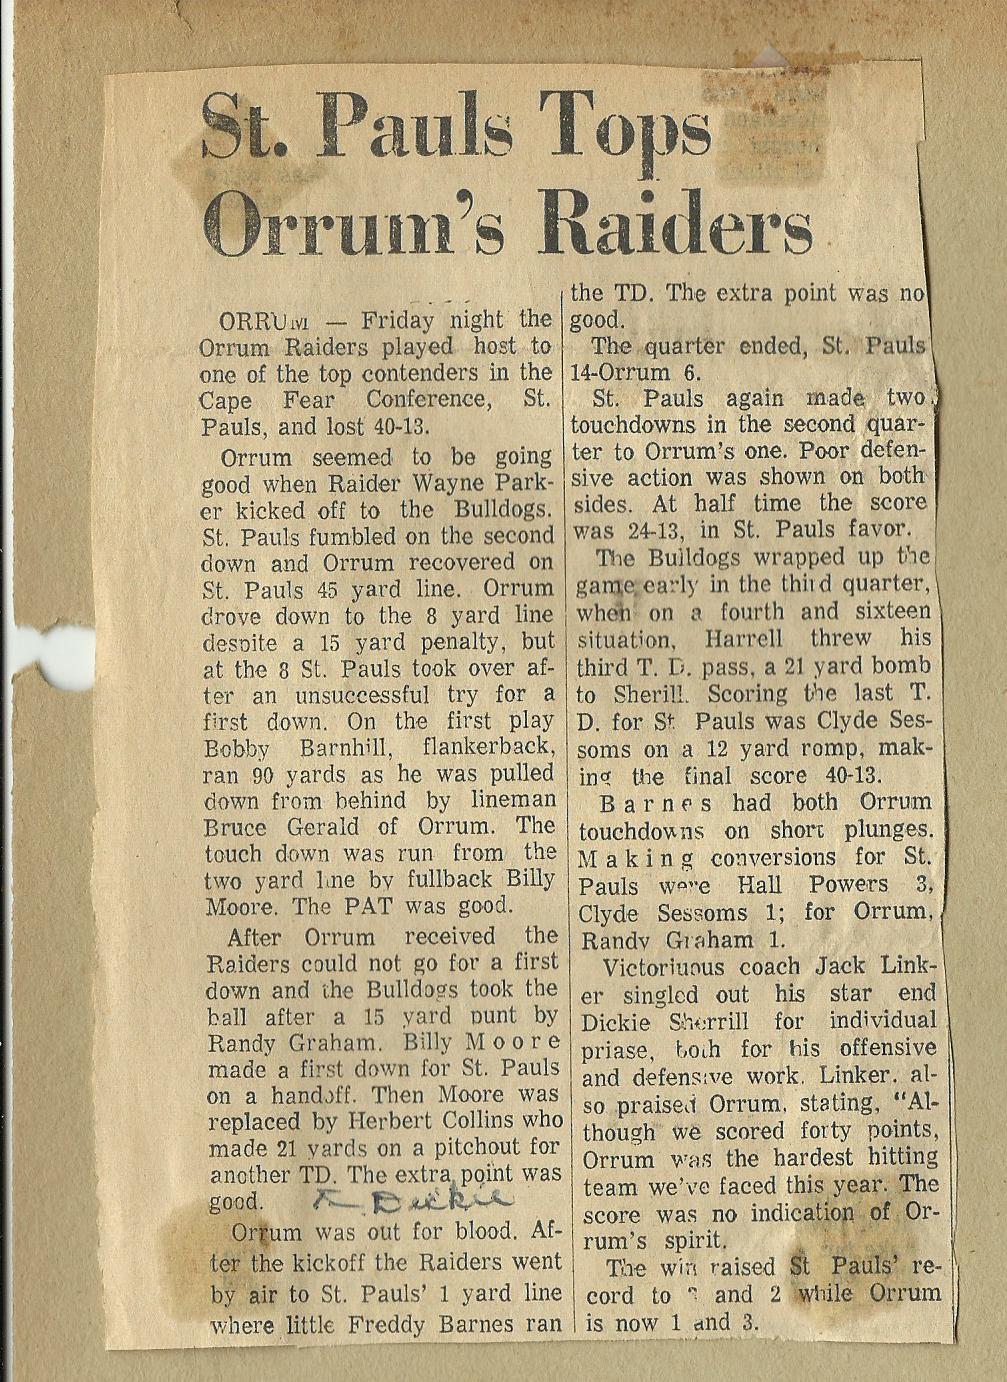 St. Pauls Tops
Orrum's Raiders
ORRUM — Friday night the
Orrum Raiders played host to
one of the top contenders in the
Cape Fear Conference, St.
Pauls, and lost 40-13.
Orrum seemed to be going
good when Raider Wayne Park-
er kicked off to the Bulldogs.
St. Pauls fumbled on the second
down and Orrum recovered on
St. Pauls 45 yard line. Orrum
drove down to the 8 yard line
despite a 15 yard penalty, but
at the 8 St. Pauls took over af-
ter an unsuccessful try for a
first down. On the first play
Bobby Barnhill, flankerback,
ran 90 yards as he was pulled
down from behind by lineman
Bruce Gerald of Orrum. The
touch down was run from the
two yard line by fullback Billy
Moore. The PAT was good.
After Orrum received the
Raiders could not go for a first
down and the Bulldogs took the
ball after a 15 yard punt by
Randy Graham. Billy Moore
made a first down for St. Pauls
on a handoff. Then Moore was
replaced by Herbert Collins who
made 21 yards on a pitchout for
another TD. The extra point was
good.
Dickie
Orrum was out for blood. Af-
ter the kickoff the Raiders went
by air to St. Pauls' 1 yard line
where little Freddy Barnes ran
the TD. The extra point was no
good.
The quarter ended, St. Pauls
14-Orrum 6.
St. Pauls again made two
touchdowns in the second quar-
ter to Orrum's one. Poor defen-
sive action was shown on both
sides. At half time the score
was 24-13, in St. Pauls favor.
The Bulldogs wrapped up the
game early in the third quarter,
when on a fourth and sixteen
situation, Harrell threw his
third T. D. pass, a 21 yard bomb
to Sherill. Scoring the last T.
D. for St. Pauls was Clyde Ses-
soms on a 12 yard romp, mak-
ing the final score 40-13.
Barnes had both Orrum
touchdowns on short plunges.
Making conversions for St.
Pauls were Hall Powers 3,
Clyde Sessoms 1; for Orrum,
Randy Graham 1.
Victoriuous coach Jack Link-
er singled out his star end
Dickie Sherrill for individual
priase, both for his offensive
and defensive work. Linker, al-
so praised Orrum, stating, "Al-
though we scored forty points,
Orrum was the hardest hitting
team we've faced this year. The
score was no indication of Or-
rum's spirit.
The win raised St Pauls' re-
cord to and 2 while Orrum
is now 1 and 3.